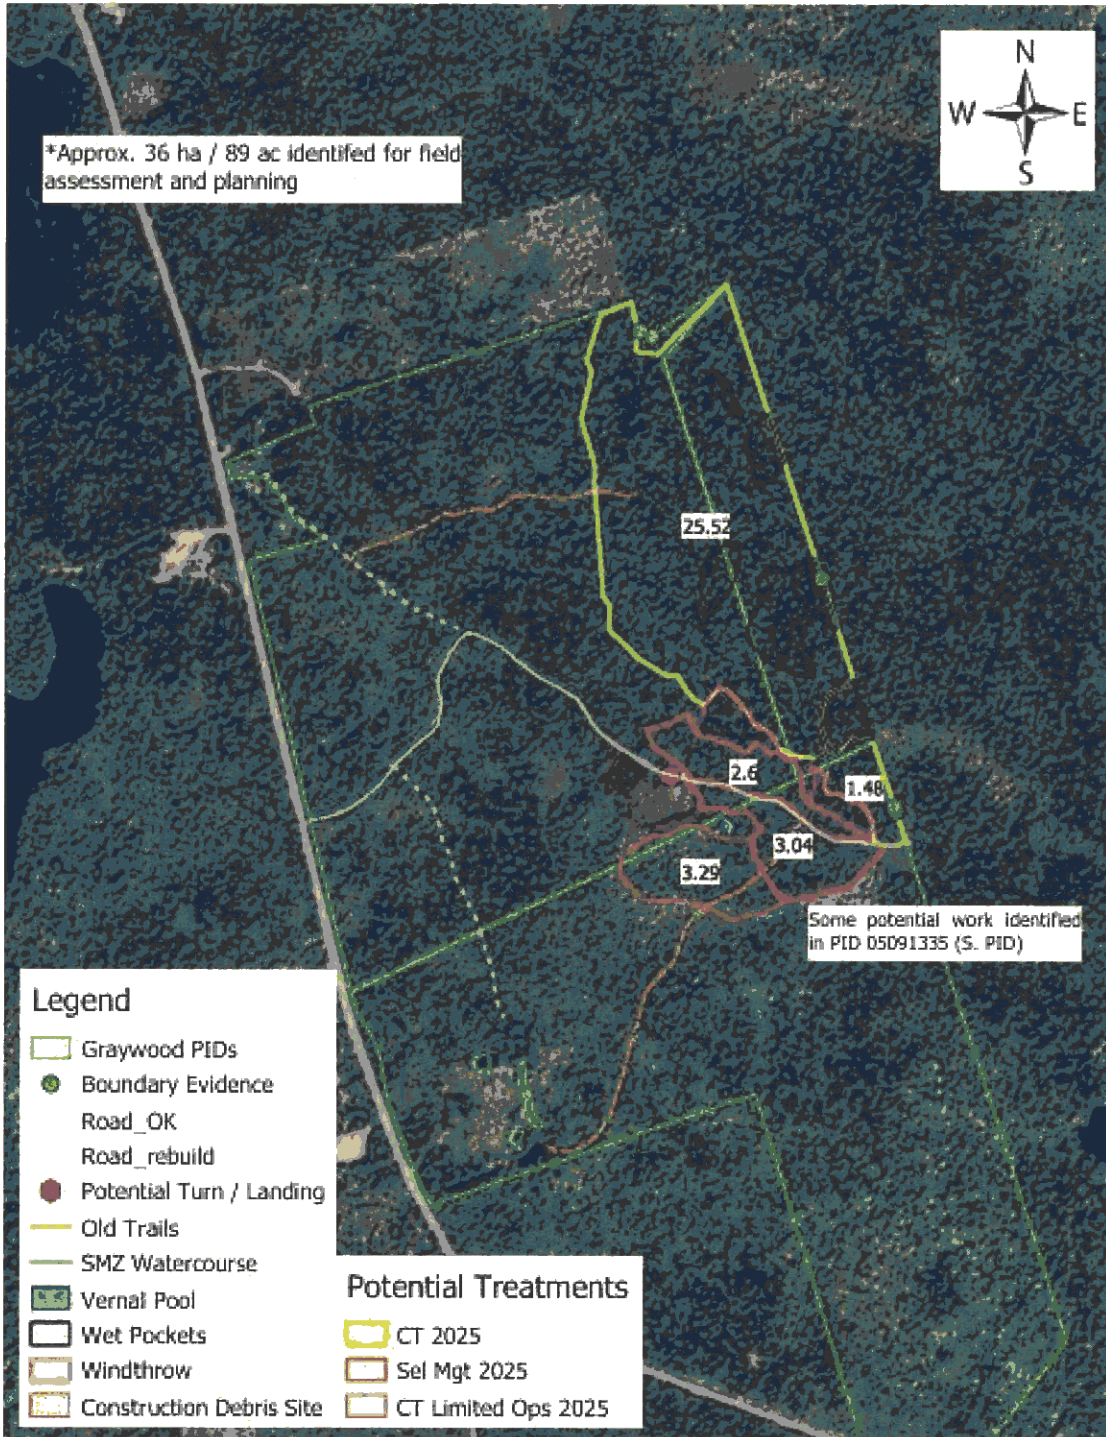 N
W E
S
*Approx. 36 ha / 89 ac identifed for field
assessment and planning
25.52
2.6
1.48
3.04
3.29
Some potential work identified
in PID 05091335 (S. PID)
Legend
Graywood PIDs
Boundary Evidence
Road_OK
Road_rebuild
Potential Turn / Landing
Old Trails
SMZ Watercourse
Vernal Pool
Wet Pockets
Windthrow
Construction Debris Site
Potential Treatments
CT 2025
Sel Mgt 2025
CT Limited Ops 2025